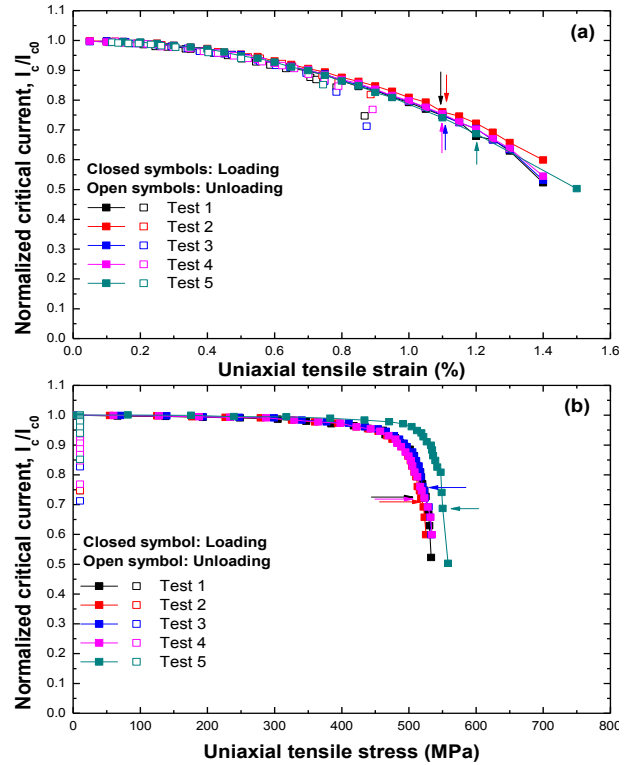 1.1
(a)
1.0
0.9
0.8
0.7
0.6
0.5
0.4
0.3
0.2
0.1
0.0
Normalized critical current, Ic/Ic0
Closed symbols: Loading
Open symbols: Unloading
Test 1
Test 2
Test 3
Test 4
Test 5
0.0 0.2 0.4 0.6 0.8 1.0 1.2 1.4 1.6
Uniaxial tensile strain (%)
1.1
(b)
1.0
0.9
0.8
0.7
0.6
0.5
0.4
0.3
0.2
0.1
0.0
Normalized critical current, Ic/Ic0
Closed symbol: Loading
Open symbol: Unloading
Test 1
Test 2
Test 3
Test 4
Test 5
0 100 200 300 400 500 600 700 800
Uniaxial tensile stress (MPa)